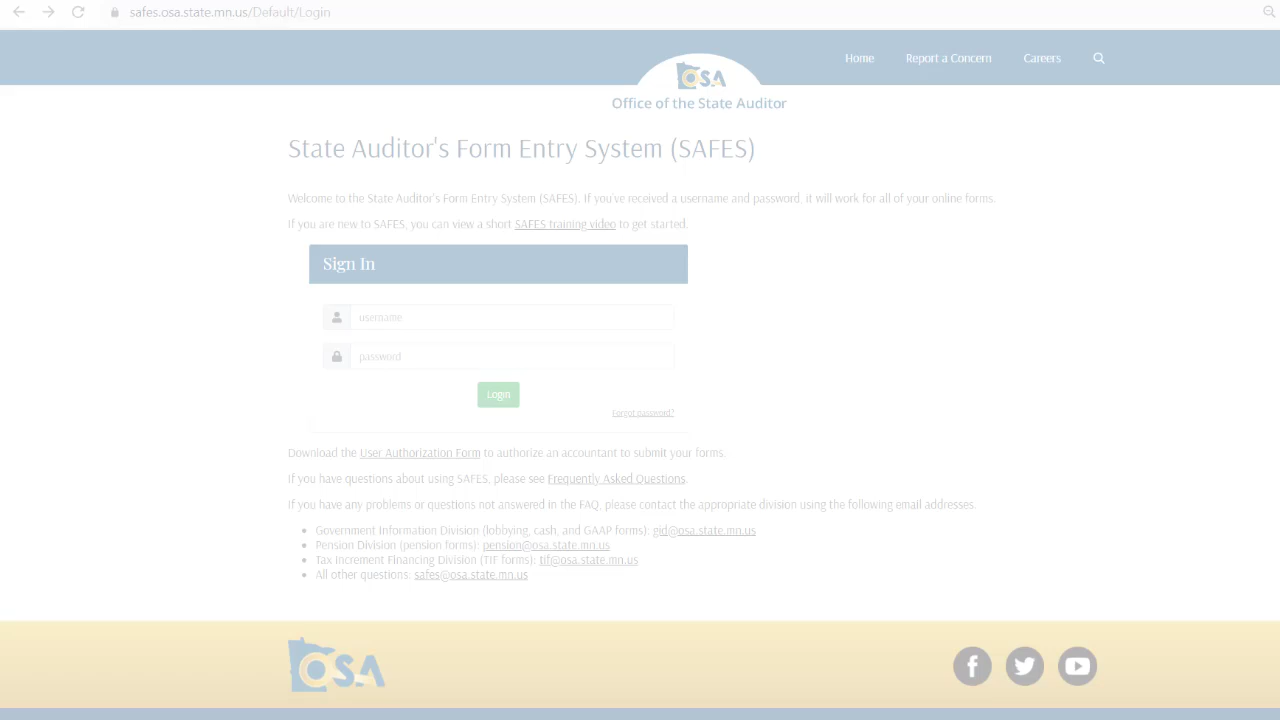 safes.osa.state.mn.us/Default/Login
Home Report a Concern Careers
OSA
Office of the State Auditor
State Auditor's Form Entry System (SAFES)
Welcome to the State Auditor's Form Entry System (SAFES). If you've received a username and password, it will work for all of your online forms.
If you are new to SAFES, you can view a short SAFES training video to get started.
Sign In
username
password
Login
Forgot password?
Download the User Authorization Form to authorize an accountant to submit your forms.
If you have questions about using SAFES, please see Frequently Asked Questions.
If you have any problems or questions not answered in the FAQ, please contact the appropriate division using the following email addresses.
Government Information Division (lobbying, cash, and GAAP forms): gid@osa.state.mn.us
Pension Division (pension forms): pension@osa.state.mn.us
Tax Increment Financing Division (TIF forms): tif@osa.state.mn.us
All other questions: safes@osa.state.mn.us
OSA